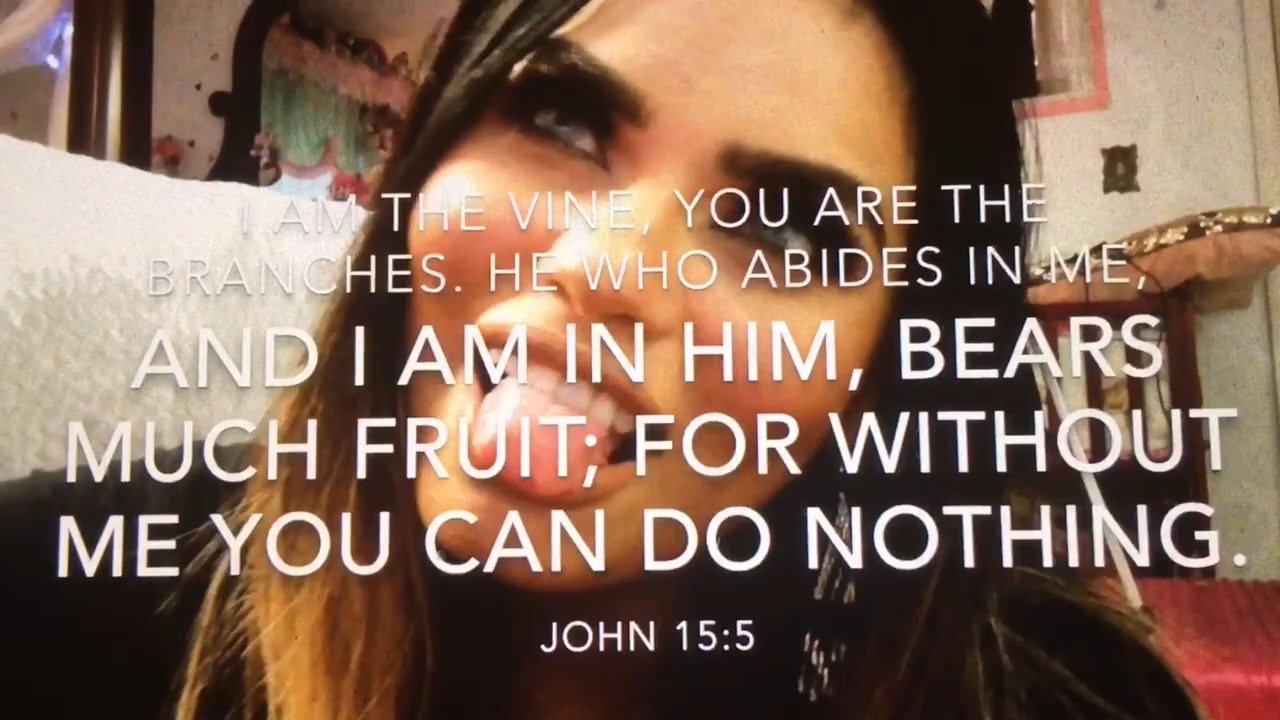 I AM THE VINE, YOU ARE THE
BRANCHES. HE WHO ABIDES IN ME,
AND I AM IN HIM, BEARS
MUCH FRUIT; FOR WITHOUT
ME YOU CAN DO NOTHING.
JOHN 15:5